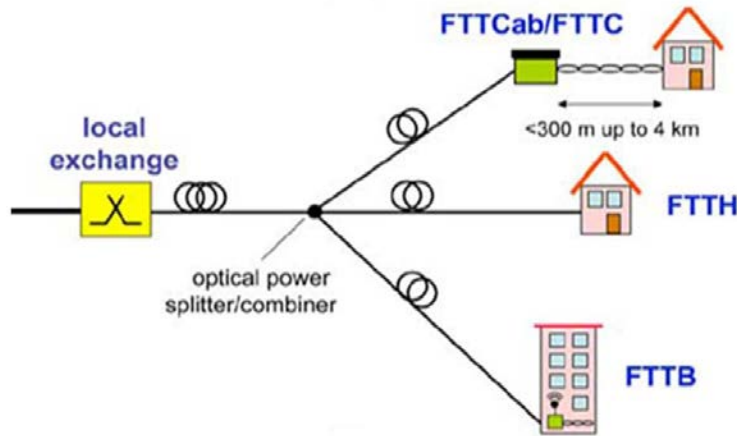 FTTCab/FTTC
<300 m up to 4 km
local
exchange
FTTH
optical power
splitter/combiner
FTTB